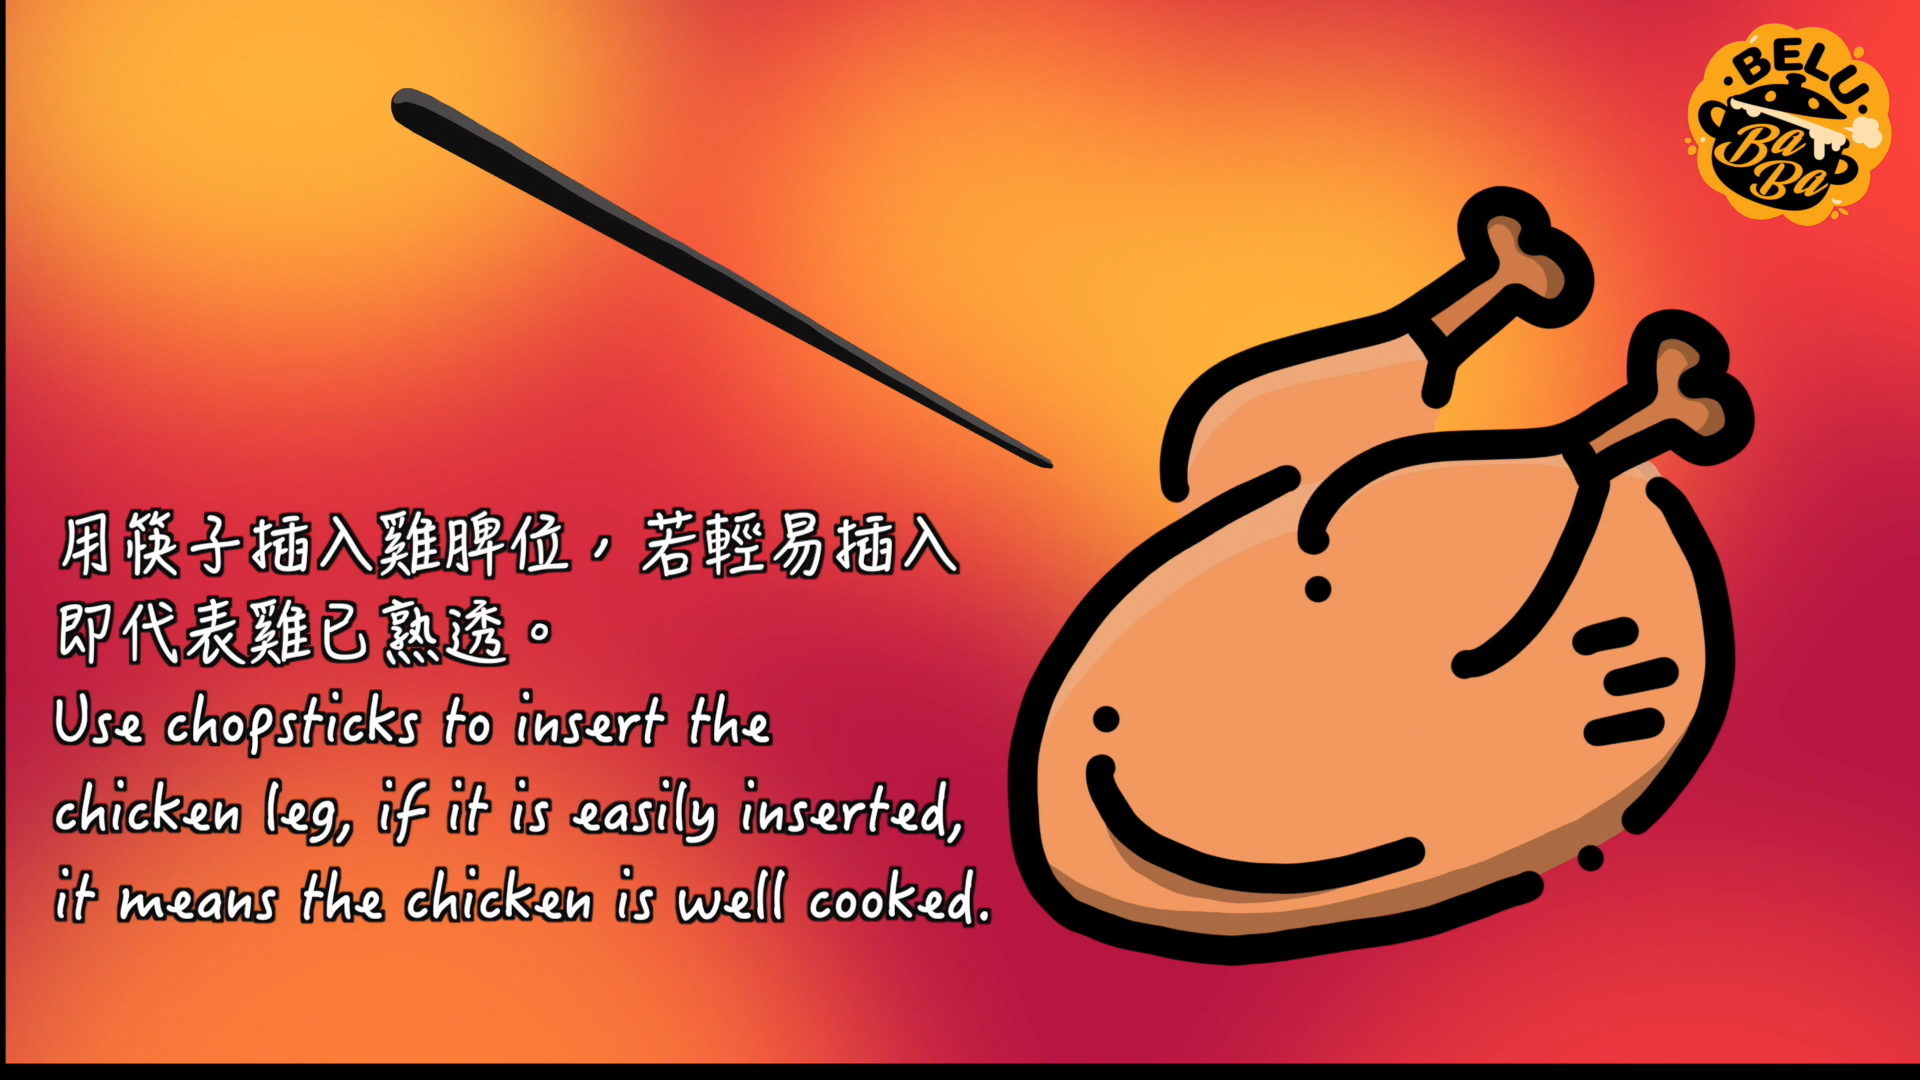 BELU
Ba
Ba
用筷子插入雞脾位，若輕易插入
即代表雞已熟透。
Use chopsticks to insert the
chicken leg, if it is easily inserted,
it means the chicken is well cooked.